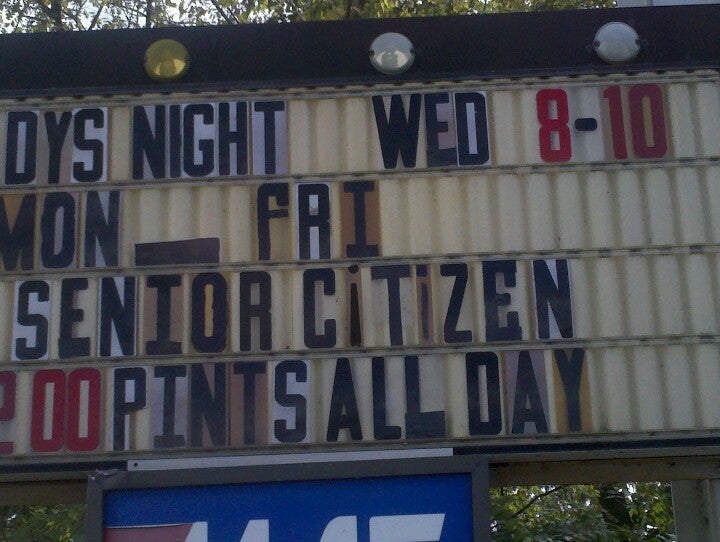 DYS NIGHT WED 8-10
MON _ FRI
SENIOR CiTiZEN
200 PINTS ALL DAY